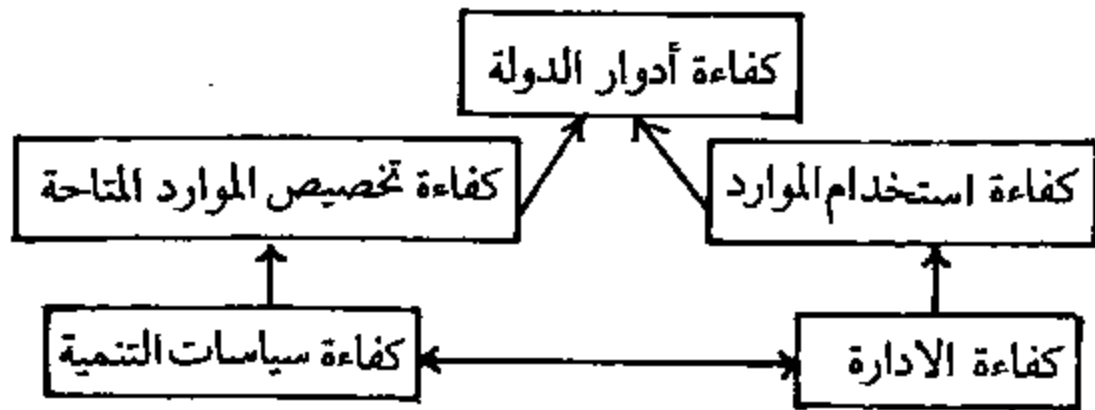 كفاءة أدوار الدولة
كفاءة استخدام الموارد
كفاءة تخصيص الموارد المتاحة
كفاءة الادارة
كفاءة سياسات التنمية